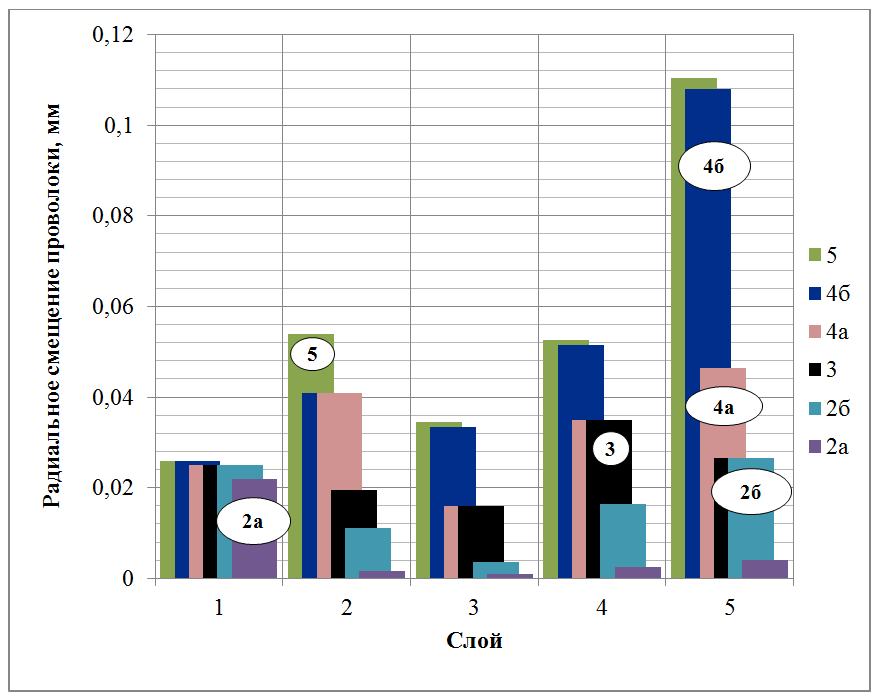 Радиальное смещение проволоки, мм
0,12
0,1
0,08
0,06
0,04
0,02
0
4б
5
4а
3
2б
2а
1
2
3
4
5
Слой
5
4б
4а
3
2б
2а